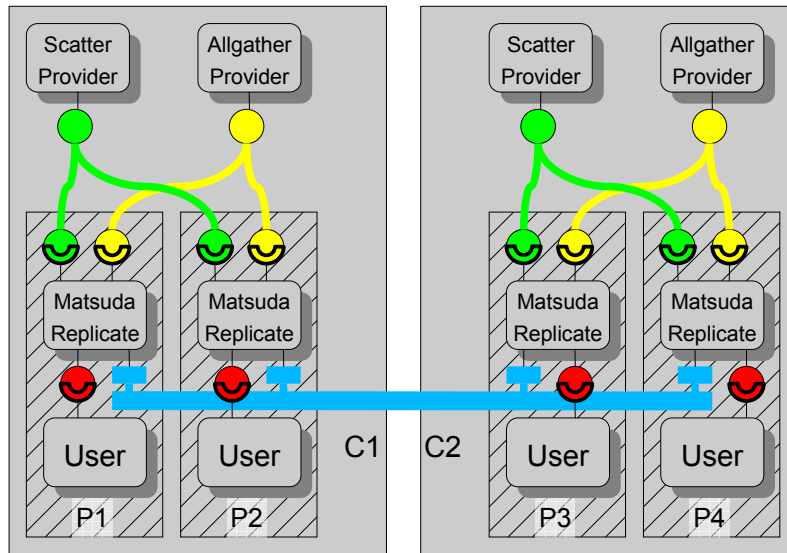 Scatter
Provider
Allgather
Provider
Scatter
Provider
Allgather
Provider
Matsuda
Replicate
Matsuda
Replicate
Matsuda
Replicate
Matsuda
Replicate
User
User
C1
C2
User
User
P1
P2
P3
P4